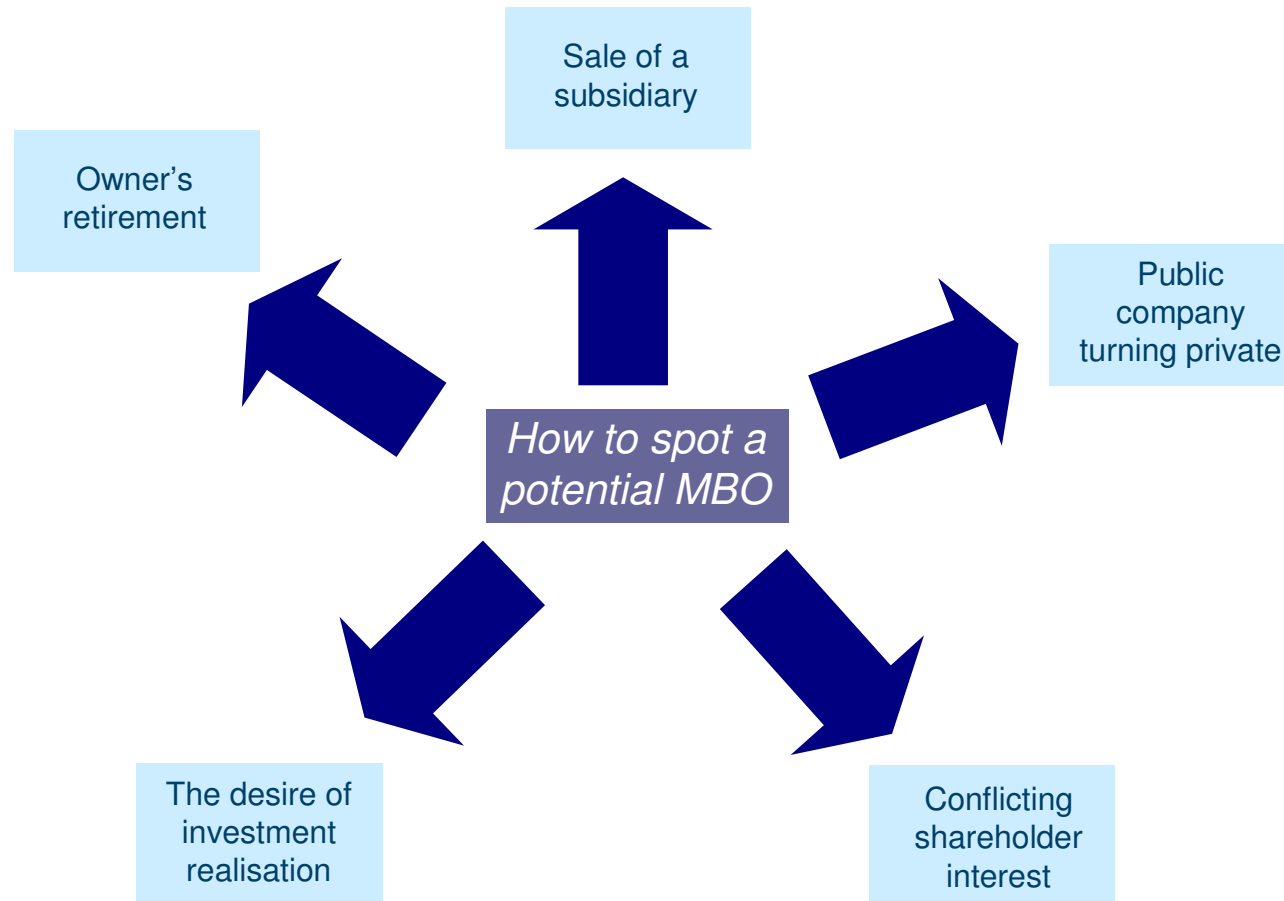 Sale of a
subsidiary
Owner’s
retirement
Public
company
turning private
How to spot a
potential MBO
The desire of
investment
realisation
Conflicting
shareholder
interest